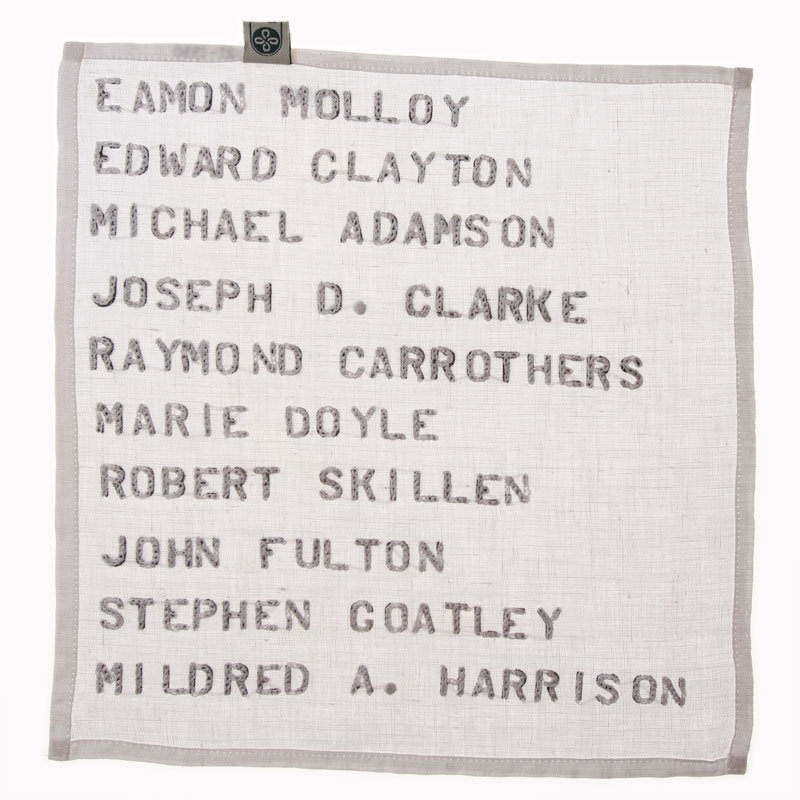 EAMON MOLLOY
EDWARD CLAYTON
MICHAEL ADAMSON
JOSEPH D. CLARKE
RAYMOND CARROTHERS
MARIE DOYLE
ROBERT SKILLEN
JOHN FULTON
STEPHEN GOATLEY
MILDRED A. HARRISON